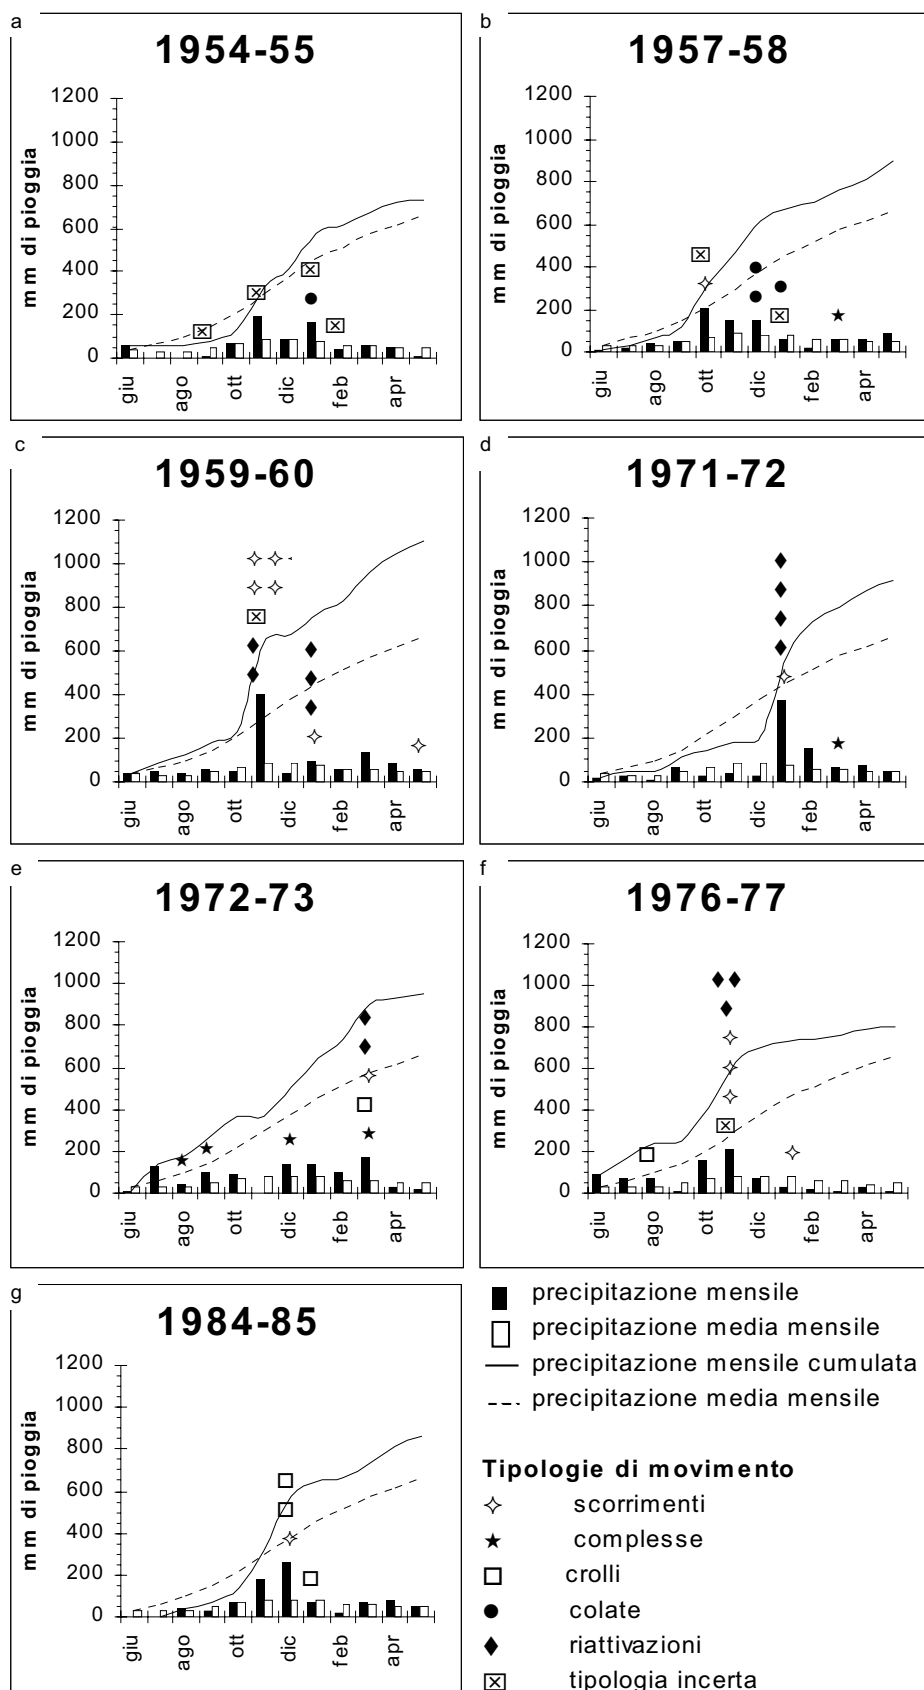 a
1954-55
mm di pioggia
1200
1000
800
600
400
200
0
giu
ago
ott
dic
feb
apr
b
1957-58
mm di pioggia
1200
1000
800
600
400
200
0
giu
ago
ott
dic
feb
apr
c
1959-60
mm di pioggia
1200
1000
800
600
400
200
0
giu
ago
ott
dic
feb
apr
d
1971-72
mm di pioggia
1200
1000
800
600
400
200
0
giu
ago
ott
dic
feb
apr
e
1972-73
mm di pioggia
1200
1000
800
600
400
200
0
giu
ago
ott
dic
feb
apr
f
1976-77
mm di pioggia
1200
1000
800
600
400
200
0
giu
ago
ott
dic
feb
apr
g
1984-85
mm di pioggia
1200
1000
800
600
400
200
0
giu
ago
ott
dic
feb
apr
precipitazione mensile
precipitazione media mensile
precipitazione mensile cumulata
precipitazione media mensile
Tipologie di movimento
scorrimenti
complesse
crolli
colate
riattivazioni
tipologia incerta